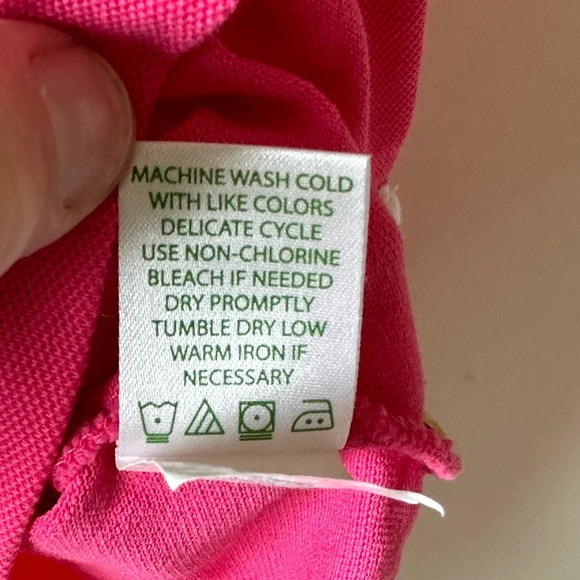 MACHINE WASH COLD
WITH LIKE COLORS
DELICATE CYCLE
USE NON-CHLORINE
BLEACH IF NEEDED
DRY PROMPTLY
TUMBLE DRY LOW
WARM IRON IF
NECESSARY